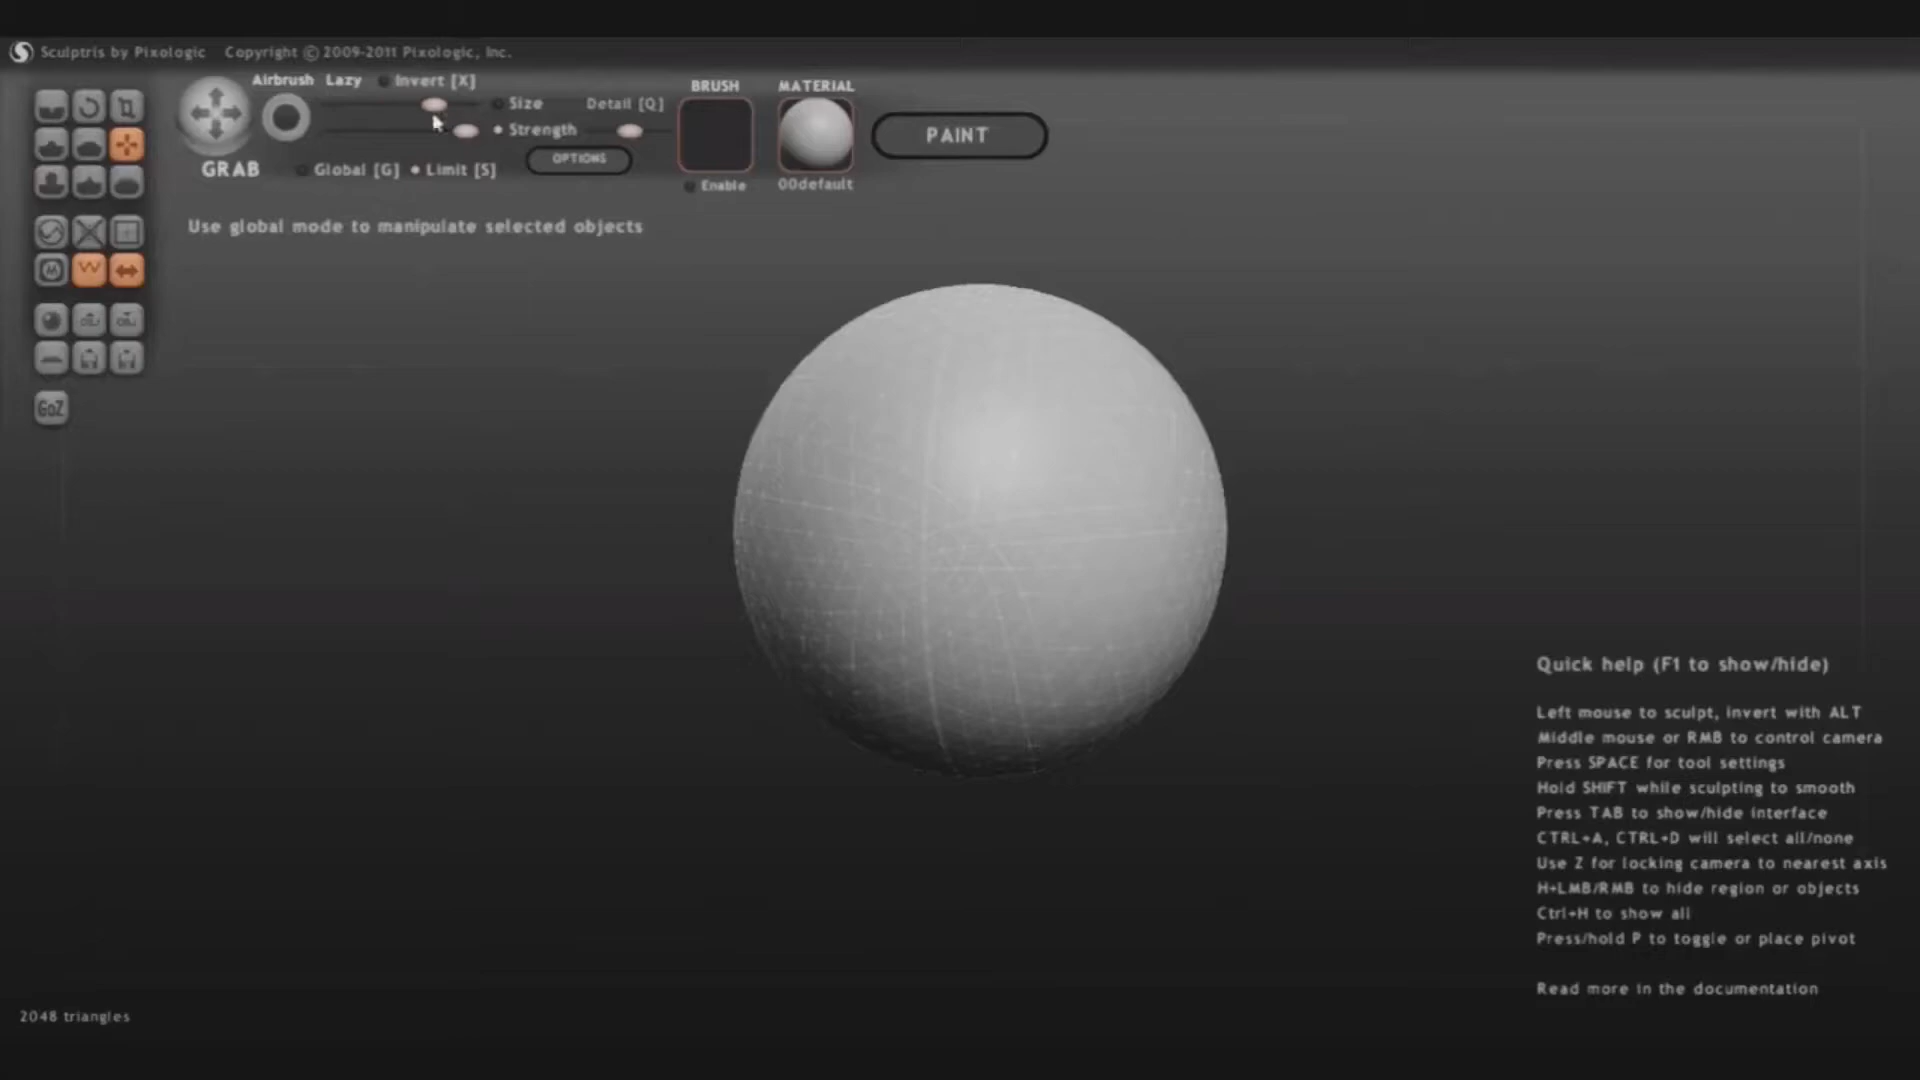 Sculptris by Pixologic Copyright © 2009-2011 Pixologic, Inc.
Airbrush Lazy Invert [X]
Size Detail [Q]
Strength
GRAB
Global [G] Limit [S]
OPTIONS
BRUSH
Enable
MATERIAL
00default
PAINT
Use global mode to manipulate selected objects
GoZ
Quick help (F1 to show/hide)
Left mouse to sculpt, invert with ALT
Middle mouse or RMB to control camera
Press SPACE for tool settings
Hold SHIFT while sculpting to smooth
Press TAB to show/hide interface
CTRL+A, CTRL+D will select all/none
Use Z for locking camera to nearest axis
H+LMB/RMB to hide region or objects
Ctrl+H to show all
Press/hold P to toggle or place pivot
Read more in the documentation
2048 triangles